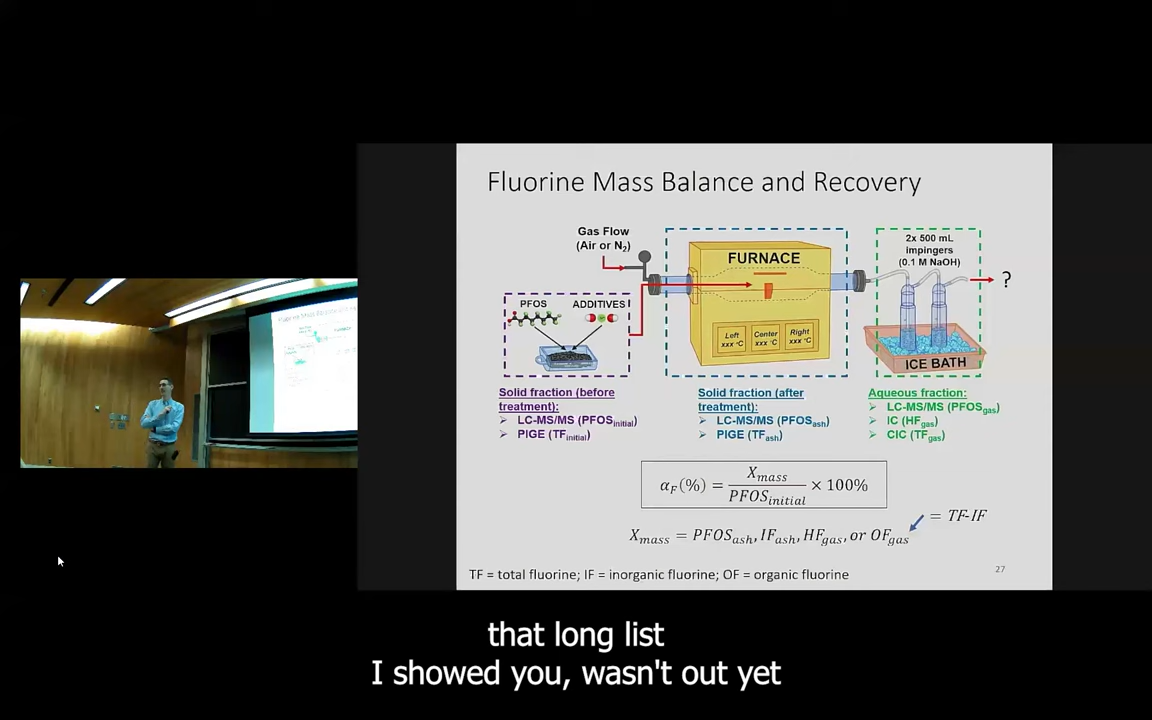 Fluorine Mass Balance and Recovery
Gas Flow
(Air or N₂)
PFOS
ADDITIVES
FURNACE
Left
xxx °C
Center
xxx °C
Right
xxx °C
2x 500 mL
impingers
(0.1 M NaOH)
?
ICE BATH
Solid fraction (before
treatment):
➢ LC-MS/MS (PFOSinitial)
➢ PIGE (TFinitial)
Solid fraction (after
treatment):
➢ LC-MS/MS (PFOSash)
➢ PIGE (TFash)
Aqueous fraction:
➢ LC-MS/MS (PFOSgas)
➢ IC (HFgas)
➢ CIC (TFgas)
αF(%) = Xmass / PFOSinitial × 100%
= TF-IF
Xmass = PFOSash, IFash, HFgas, or OFgas
TF = total fluorine; IF = inorganic fluorine; OF = organic fluorine
27
that long list
I showed you, wasn't out yet